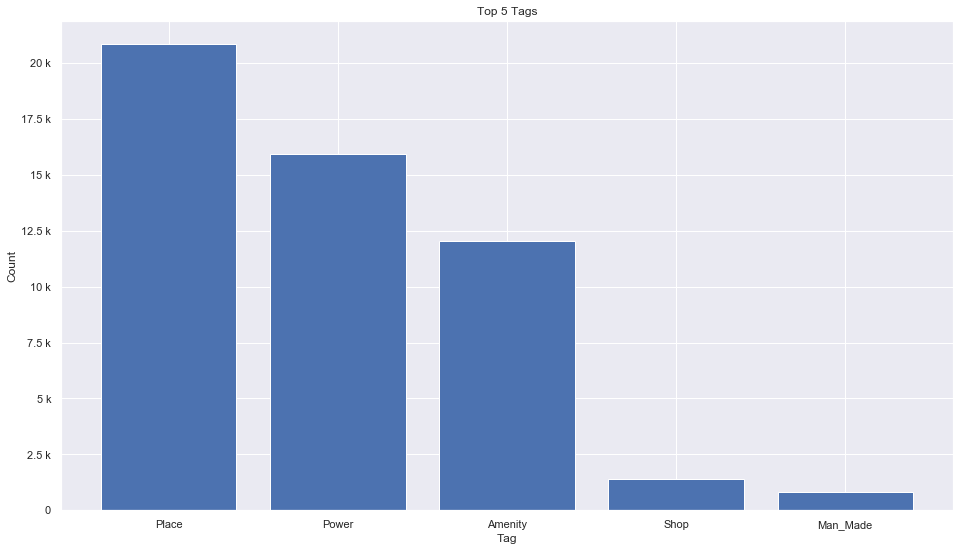 Top 5 Tags
20 k
17.5 k
15 k
12.5 k
10 k
7.5 k
5 k
2.5 k
0
Count
Place Power Amenity Shop Man_Made
Tag